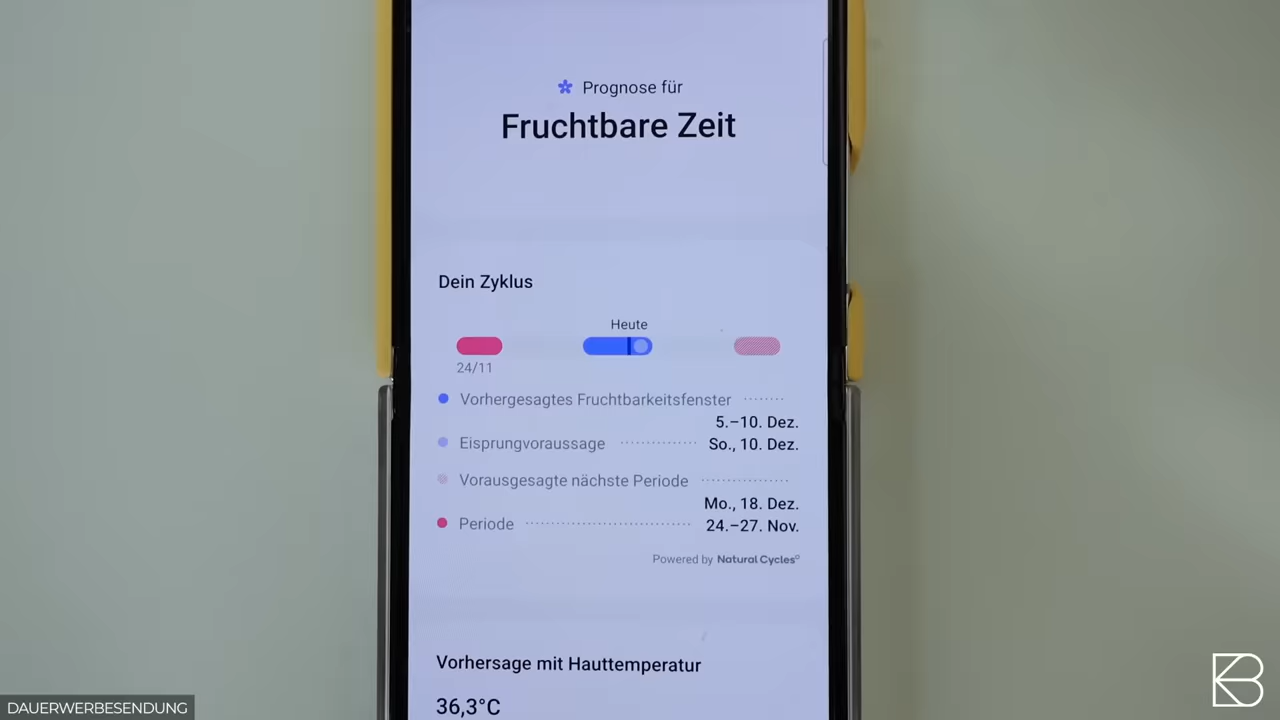 Prognose für
Fruchtbare Zeit
Dein Zyklus
Heute
24/11
Vorhergesagtes Fruchtbarkeitsfenster
5.–10. Dez.
Eisprungvoraussage
So., 10. Dez.
Vorausgesagte nächste Periode
Mo., 18. Dez.
Periode
24.–27. Nov.
Powered by Natural Cycles°
Vorhersage mit Hauttemperatur
36,3°C
DAUERWERBESENDUNG